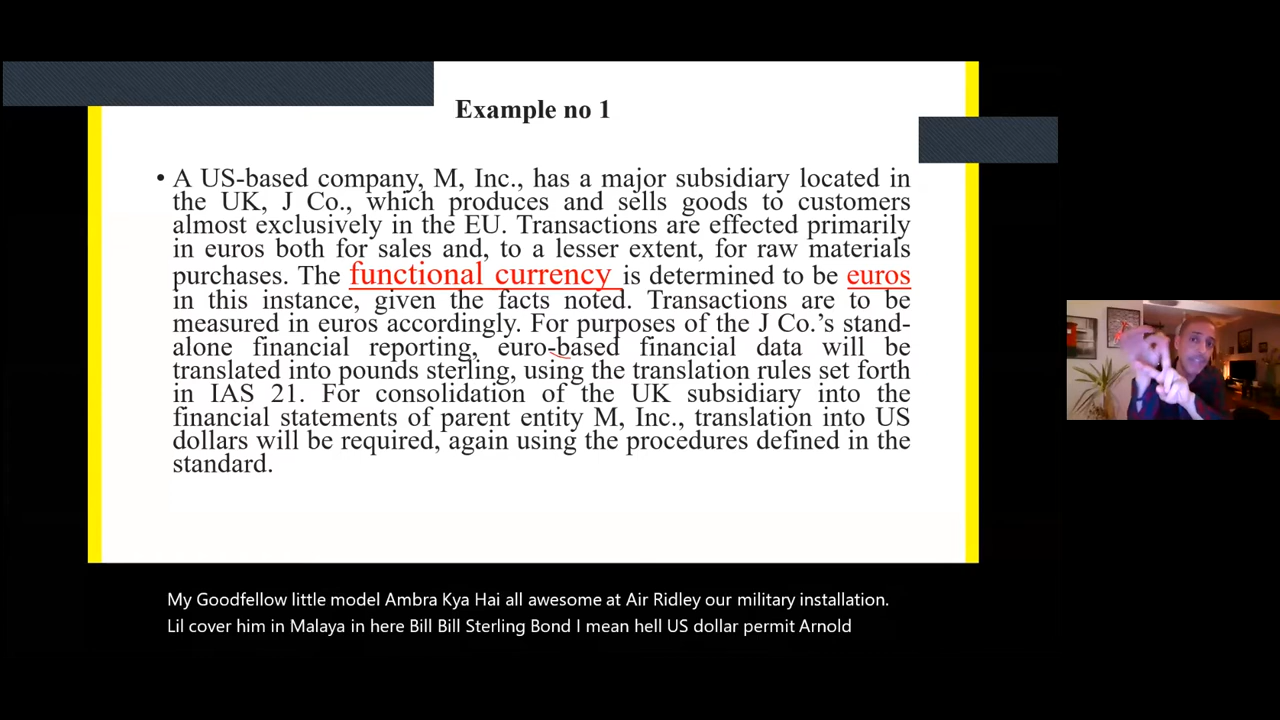 Example no 1
• A US-based company, M, Inc., has a major subsidiary located in
the UK, J Co., which produces and sells goods to customers
almost exclusively in the EU. Transactions are effected primarily
in euros both for sales and, to a lesser extent, for raw materials
purchases. The functional currency is determined to be euros
in this instance, given the facts noted. Transactions are to be
measured in euros accordingly. For purposes of the J Co.’s stand-
alone financial reporting, euro-based financial data will be
translated into pounds sterling, using the translation rules set forth
in IAS 21. For consolidation of the UK subsidiary into the
financial statements of parent entity M, Inc., translation into US
dollars will be required, again using the procedures defined in the
standard.
My Goodfellow little model Ambra Kya Hai all awesome at Air Ridley our military installation.
Lil cover him in Malaya in here Bill Bill Sterling Bond I mean hell US dollar permit Arnold